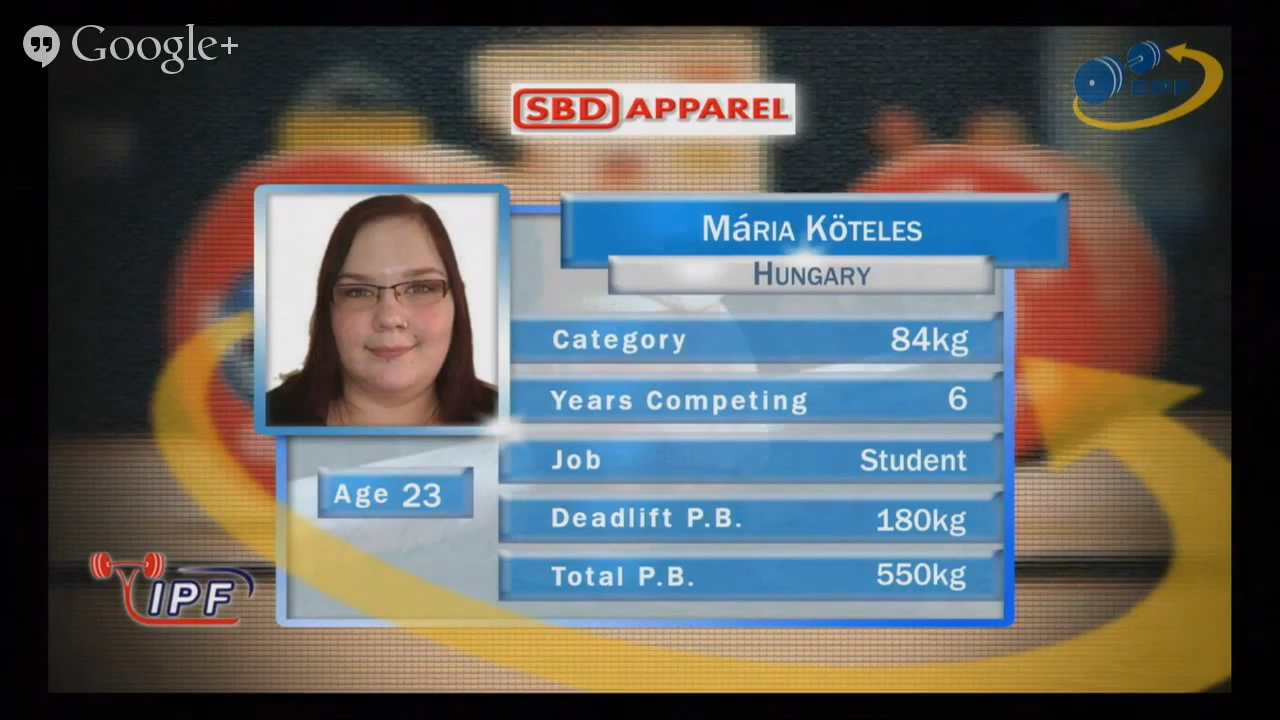 Google+
EPF
SBD APPAREL
Mária Köteles
Hungary
Category 84kg
Years Competing 6
Job Student
Age 23
Deadlift P.B. 180kg
Total P.B. 550kg
IPF